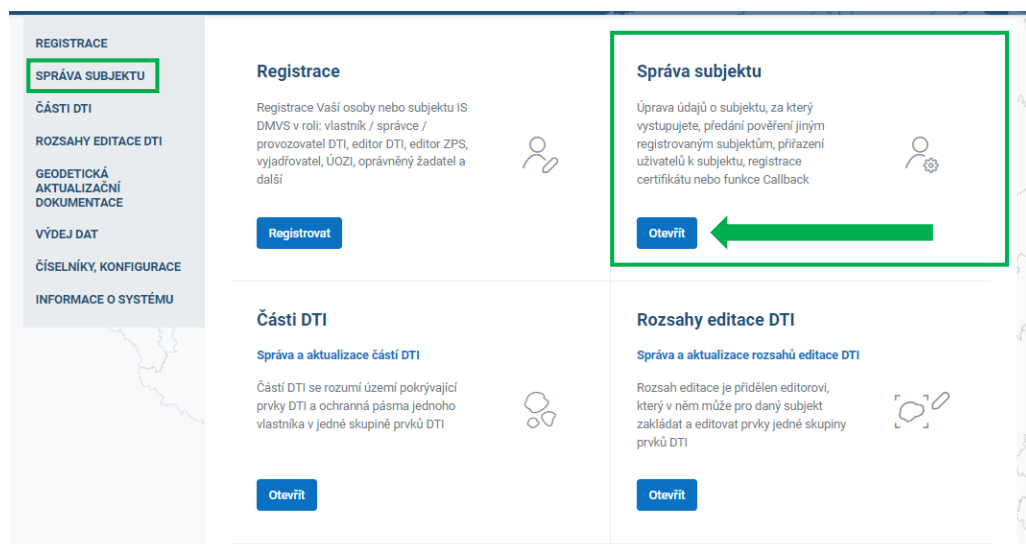 REGISTRACE
SPRÁVA SUBJEKTU
ČÁSTI DTI
ROZSAHY EDITACE DTI
GEODETICKÁ
AKTUALIZAČNÍ
DOKUMENTACE
VÝDEJ DAT
ČÍSELNÍKY, KONFIGURACE
INFORMACE O SYSTÉMU
Registrace
Registrace Vaší osoby nebo subjektu IS
DMVS v roli: vlastník / správce /
provozovatel DTI, editor DTI, editor ZPS,
vyjadřovatel, ÚOZI, oprávněný žadatel a
další
Registrovat
Správa subjektu
Úprava údajů o subjektu, za který
vystupujete, předání pověření jiným
registrovaným subjektům, přiřazení
uživatelů k subjektu, registrace
certifikátu nebo funkce Callback
Otevřít
Části DTI
Správa a aktualizace částí DTI
Částí DTI se rozumí území pokrývající
prvky DTI a ochranná pásma jednoho
vlastníka v jedné skupině prvků DTI
Otevřít
Rozsahy editace DTI
Správa a aktualizace rozsahů editace DTI
Rozsah editace je přidělen editorovi,
který v něm může pro daný subjekt
zakládat a editovat prvky jedné skupiny
prvků DTI
Otevřít